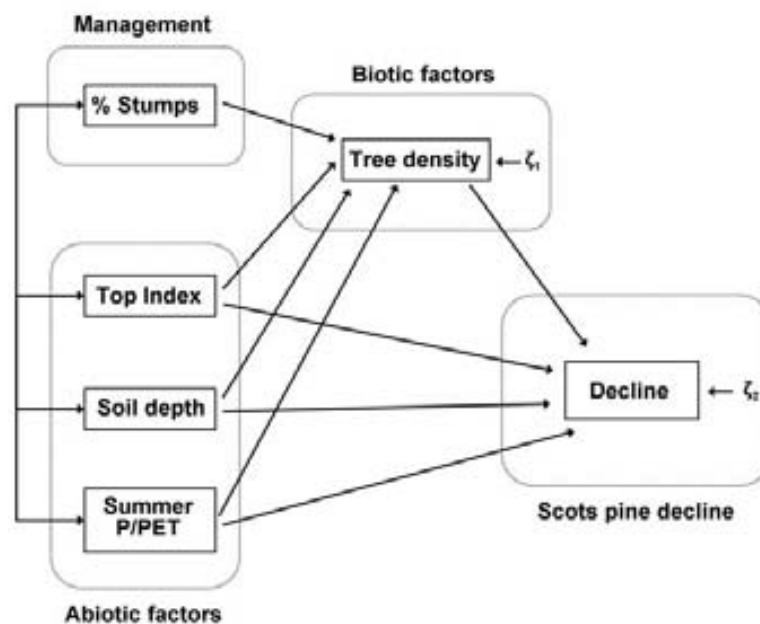 Management
% Stumps
Biotic factors
Tree density
ζ₁
Top Index
Soil depth
Decline
ζ₂
Summer
P/PET
Scots pine decline
Abiotic factors